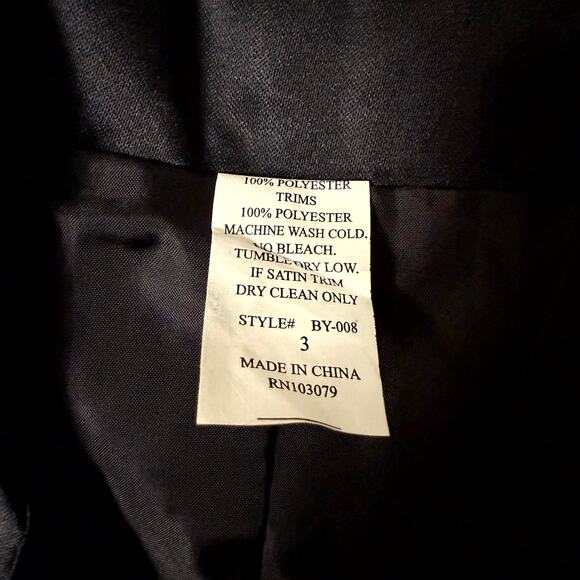 100% POLYESTER
TRIMS
100% POLYESTER
MACHINE WASH COLD.
NO BLEACH.
TUMBLE DRY LOW.
IF SATIN TRIM
DRY CLEAN ONLY
STYLE# BY-008
3
MADE IN CHINA
RN103079